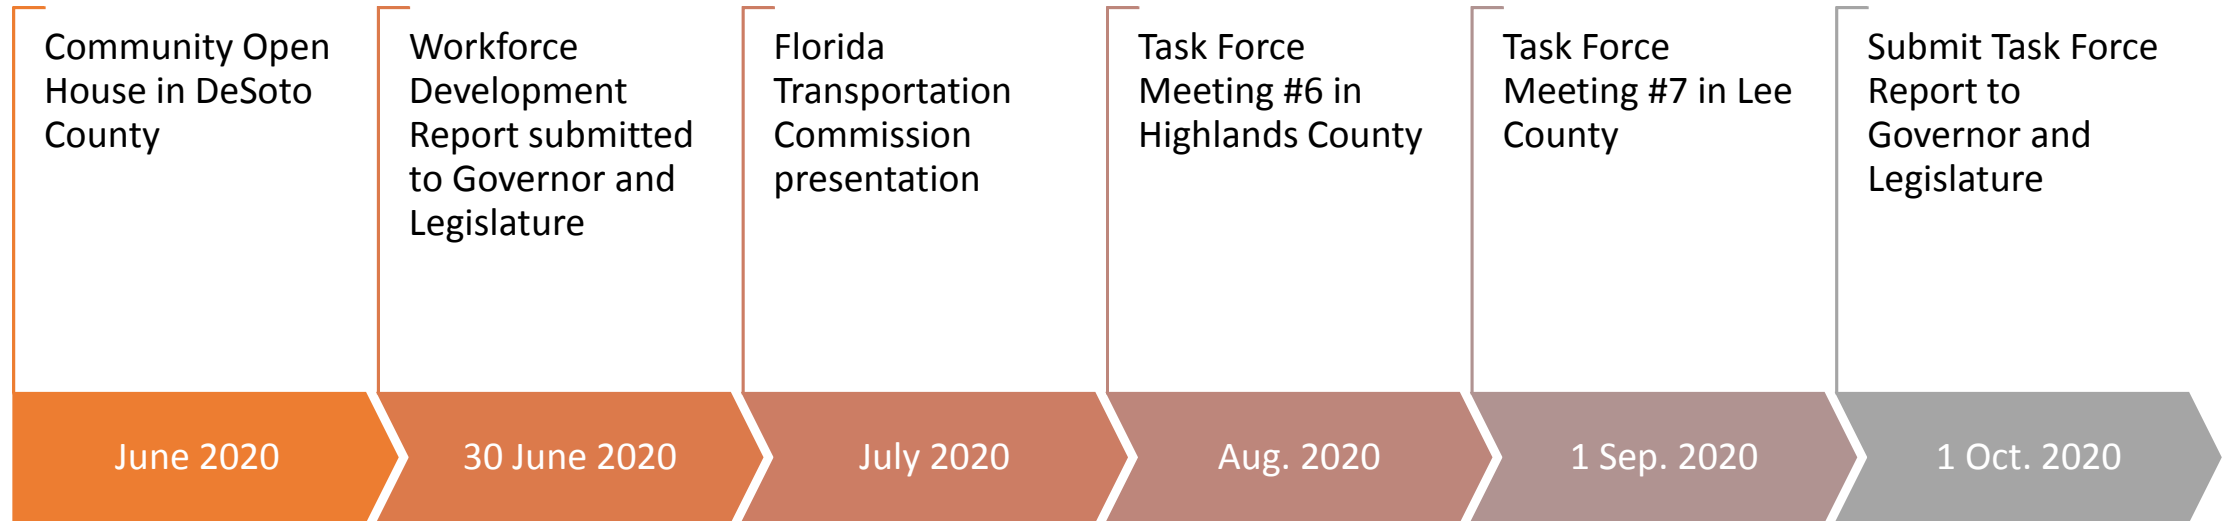 Community Open
House in DeSoto
County
Workforce
Development
Report submitted
to Governor and
Legislature
Florida
Transportation
Commission
presentation
Task Force
Meeting #6 in
Highlands County
Task Force
Meeting #7 in Lee
County
Submit Task Force
Report to
Governor and
Legislature
June 2020
30 June 2020
July 2020
Aug. 2020
1 Sep. 2020
1 Oct. 2020